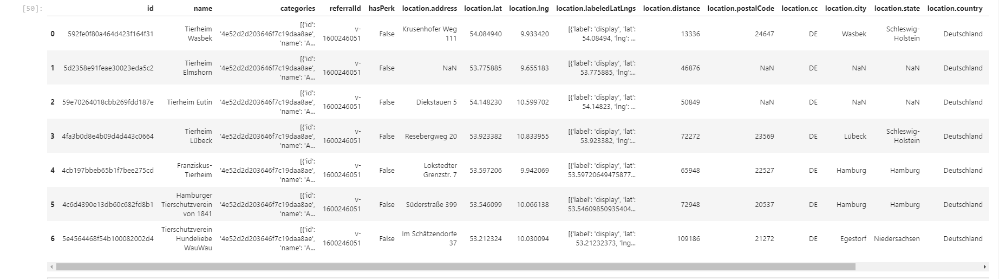 [50]:
id name categories referralId hasPerk location.address location.lat location.lng location.labeledLatLngs location.distance location.postalCode location.cc location.city location.state location.country
0 592fe0f80a464d423f164f31 Tierheim Wasbek [{'id': '4e52d2d203646f7c19daa8ae', 'name': 'A... v-1600246051 False Krusenhofer Weg 111 54.084940 9.933420 [{'label': 'display', 'lat': 54.08494, 'lng': ... 13336 24647 DE Wasbek Schleswig-Holstein Deutschland
1 5d2358e91feae30023eda5c2 Tierheim Elmshorn [{'id': '4e52d2d203646f7c19daa8ae', 'name': 'A... v-1600246051 False NaN 53.775885 9.655183 [{'label': 'display', 'lat': 53.775885, 'lng':... 46876 NaN DE NaN NaN Deutschland
2 59e70264018cbb269fdd187e Tierheim Eutin [{'id': '4e52d2d203646f7c19daa8ae', 'name': 'A... v-1600246051 False Diekstauen 5 54.148230 10.599702 [{'label': 'display', 'lat': 54.14823, 'lng': ... 50849 NaN DE NaN NaN Deutschland
3 4fa3b0d8e4b09d4d443c0664 Tierheim Lübeck [{'id': '4e52d2d203646f7c19daa8ae', 'name': 'A... v-1600246051 False Resebergweg 20 53.923382 10.833955 [{'label': 'display', 'lat': 53.923382, 'lng':... 72272 23569 DE Lübeck Schleswig-Holstein Deutschland
4 4cb197bbeb65b1f7bee275cd Franziskus-Tierheim [{'id': '4e52d2d203646f7c19daa8ae', 'name': 'A... v-1600246051 False Lokstedter Grenzstr. 7 53.597206 9.942069 [{'label': 'display', 'lat': 53.59720649475877... 65948 22527 DE Hamburg Hamburg Deutschland
5 4c6d4390e13db60c682fd8b1 Hamburger Tierschutzverein von 1841 [{'id': '4e52d2d203646f7c19daa8ae', 'name': 'A... v-1600246051 False Süderstraße 399 53.546099 10.066138 [{'label': 'display', 'lat': 53.54609850935404... 72948 20537 DE Hamburg Hamburg Deutschland
6 5e4564468f54b100082002d4 Tierschutzverein Hundeliebe WauWau [{'id': '4e52d2d203646f7c19daa8ae', 'name': 'A... v-1600246051 False Im Schätzendorfe 37 53.212324 10.030094 [{'label': 'display', 'lat': 53.21232373, 'lng... 109186 21272 DE Egestorf Niedersachsen Deutschland